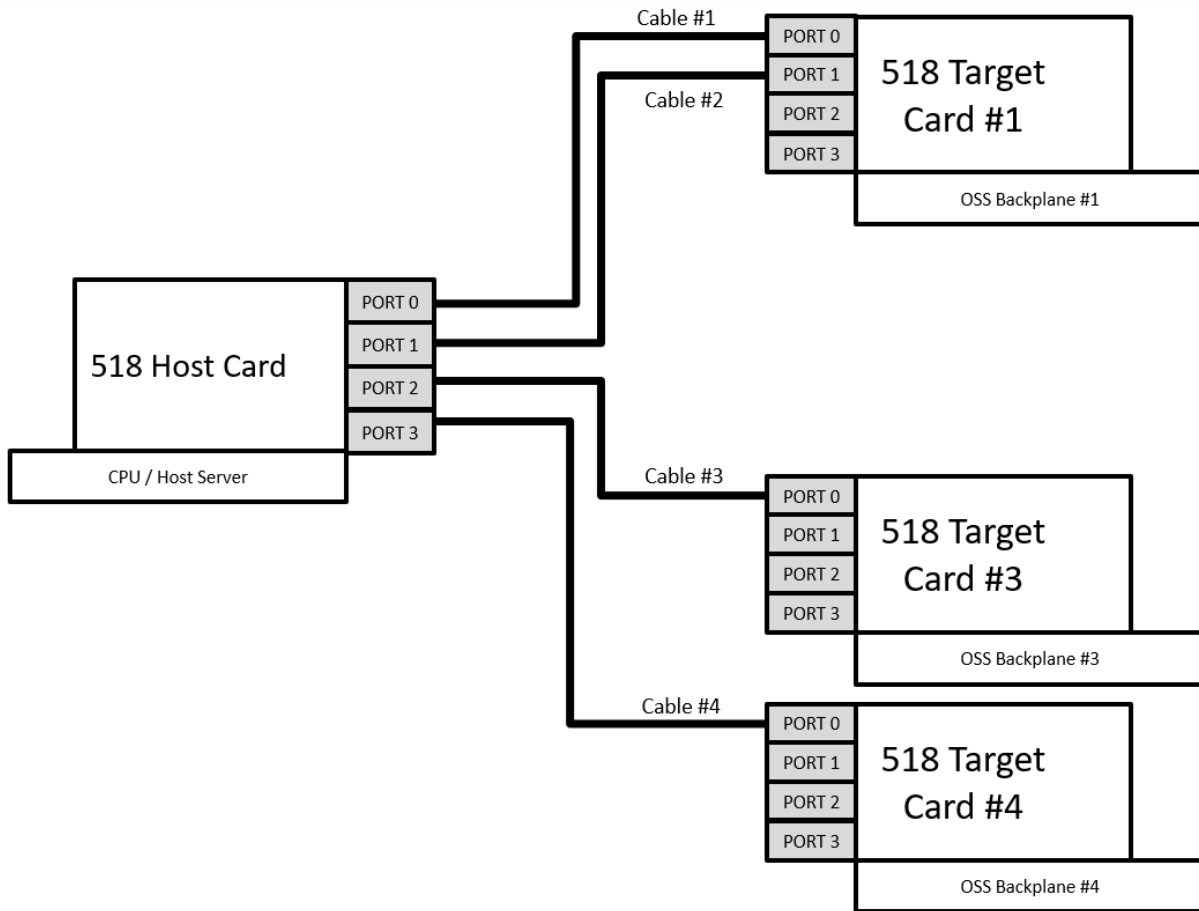 Cable #1
PORT 0
PORT 1
PORT 2
PORT 3
518 Target
Card #1
Cable #2
OSS Backplane #1
518 Host Card
PORT 0
PORT 1
PORT 2
PORT 3
CPU / Host Server
Cable #3
PORT 0
PORT 1
PORT 2
PORT 3
518 Target
Card #3
OSS Backplane #3
Cable #4
PORT 0
PORT 1
PORT 2
PORT 3
518 Target
Card #4
OSS Backplane #4